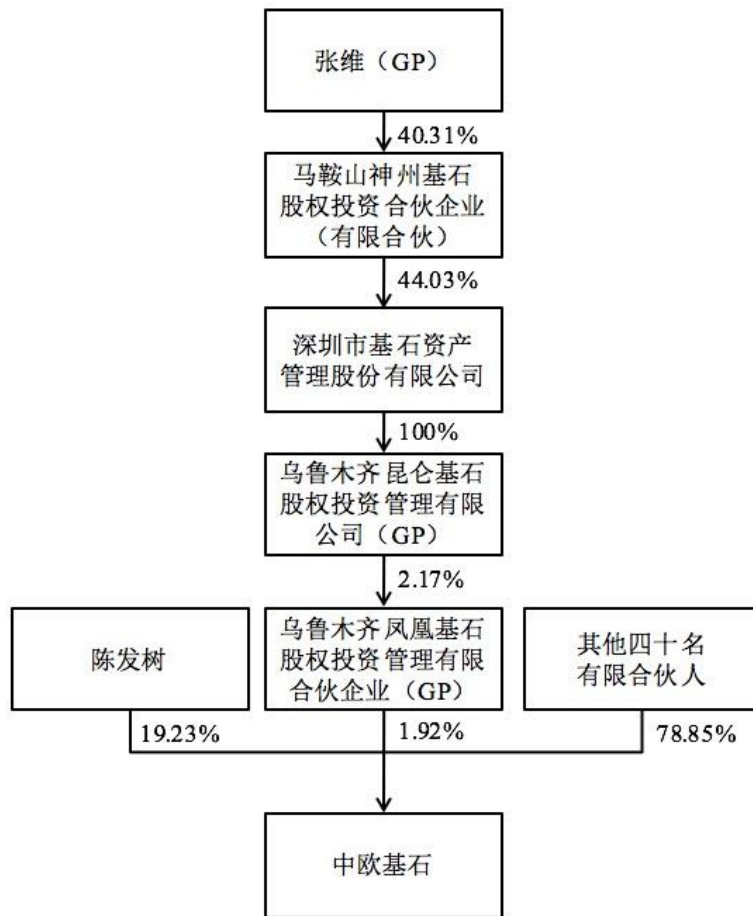 张维（GP）
40.31%
马鞍山神州基石
股权投资合伙企业
（有限合伙）
44.03%
深圳市基石资产
管理股份有限公司
100%
乌鲁木齐昆仑基石
股权投资管理有限
公司（GP）
2.17%
陈发树
乌鲁木齐凤凰基石
股权投资管理有限
合伙企业（GP）
其他四十名
有限合伙人
19.23%
1.92%
78.85%
中欧基石